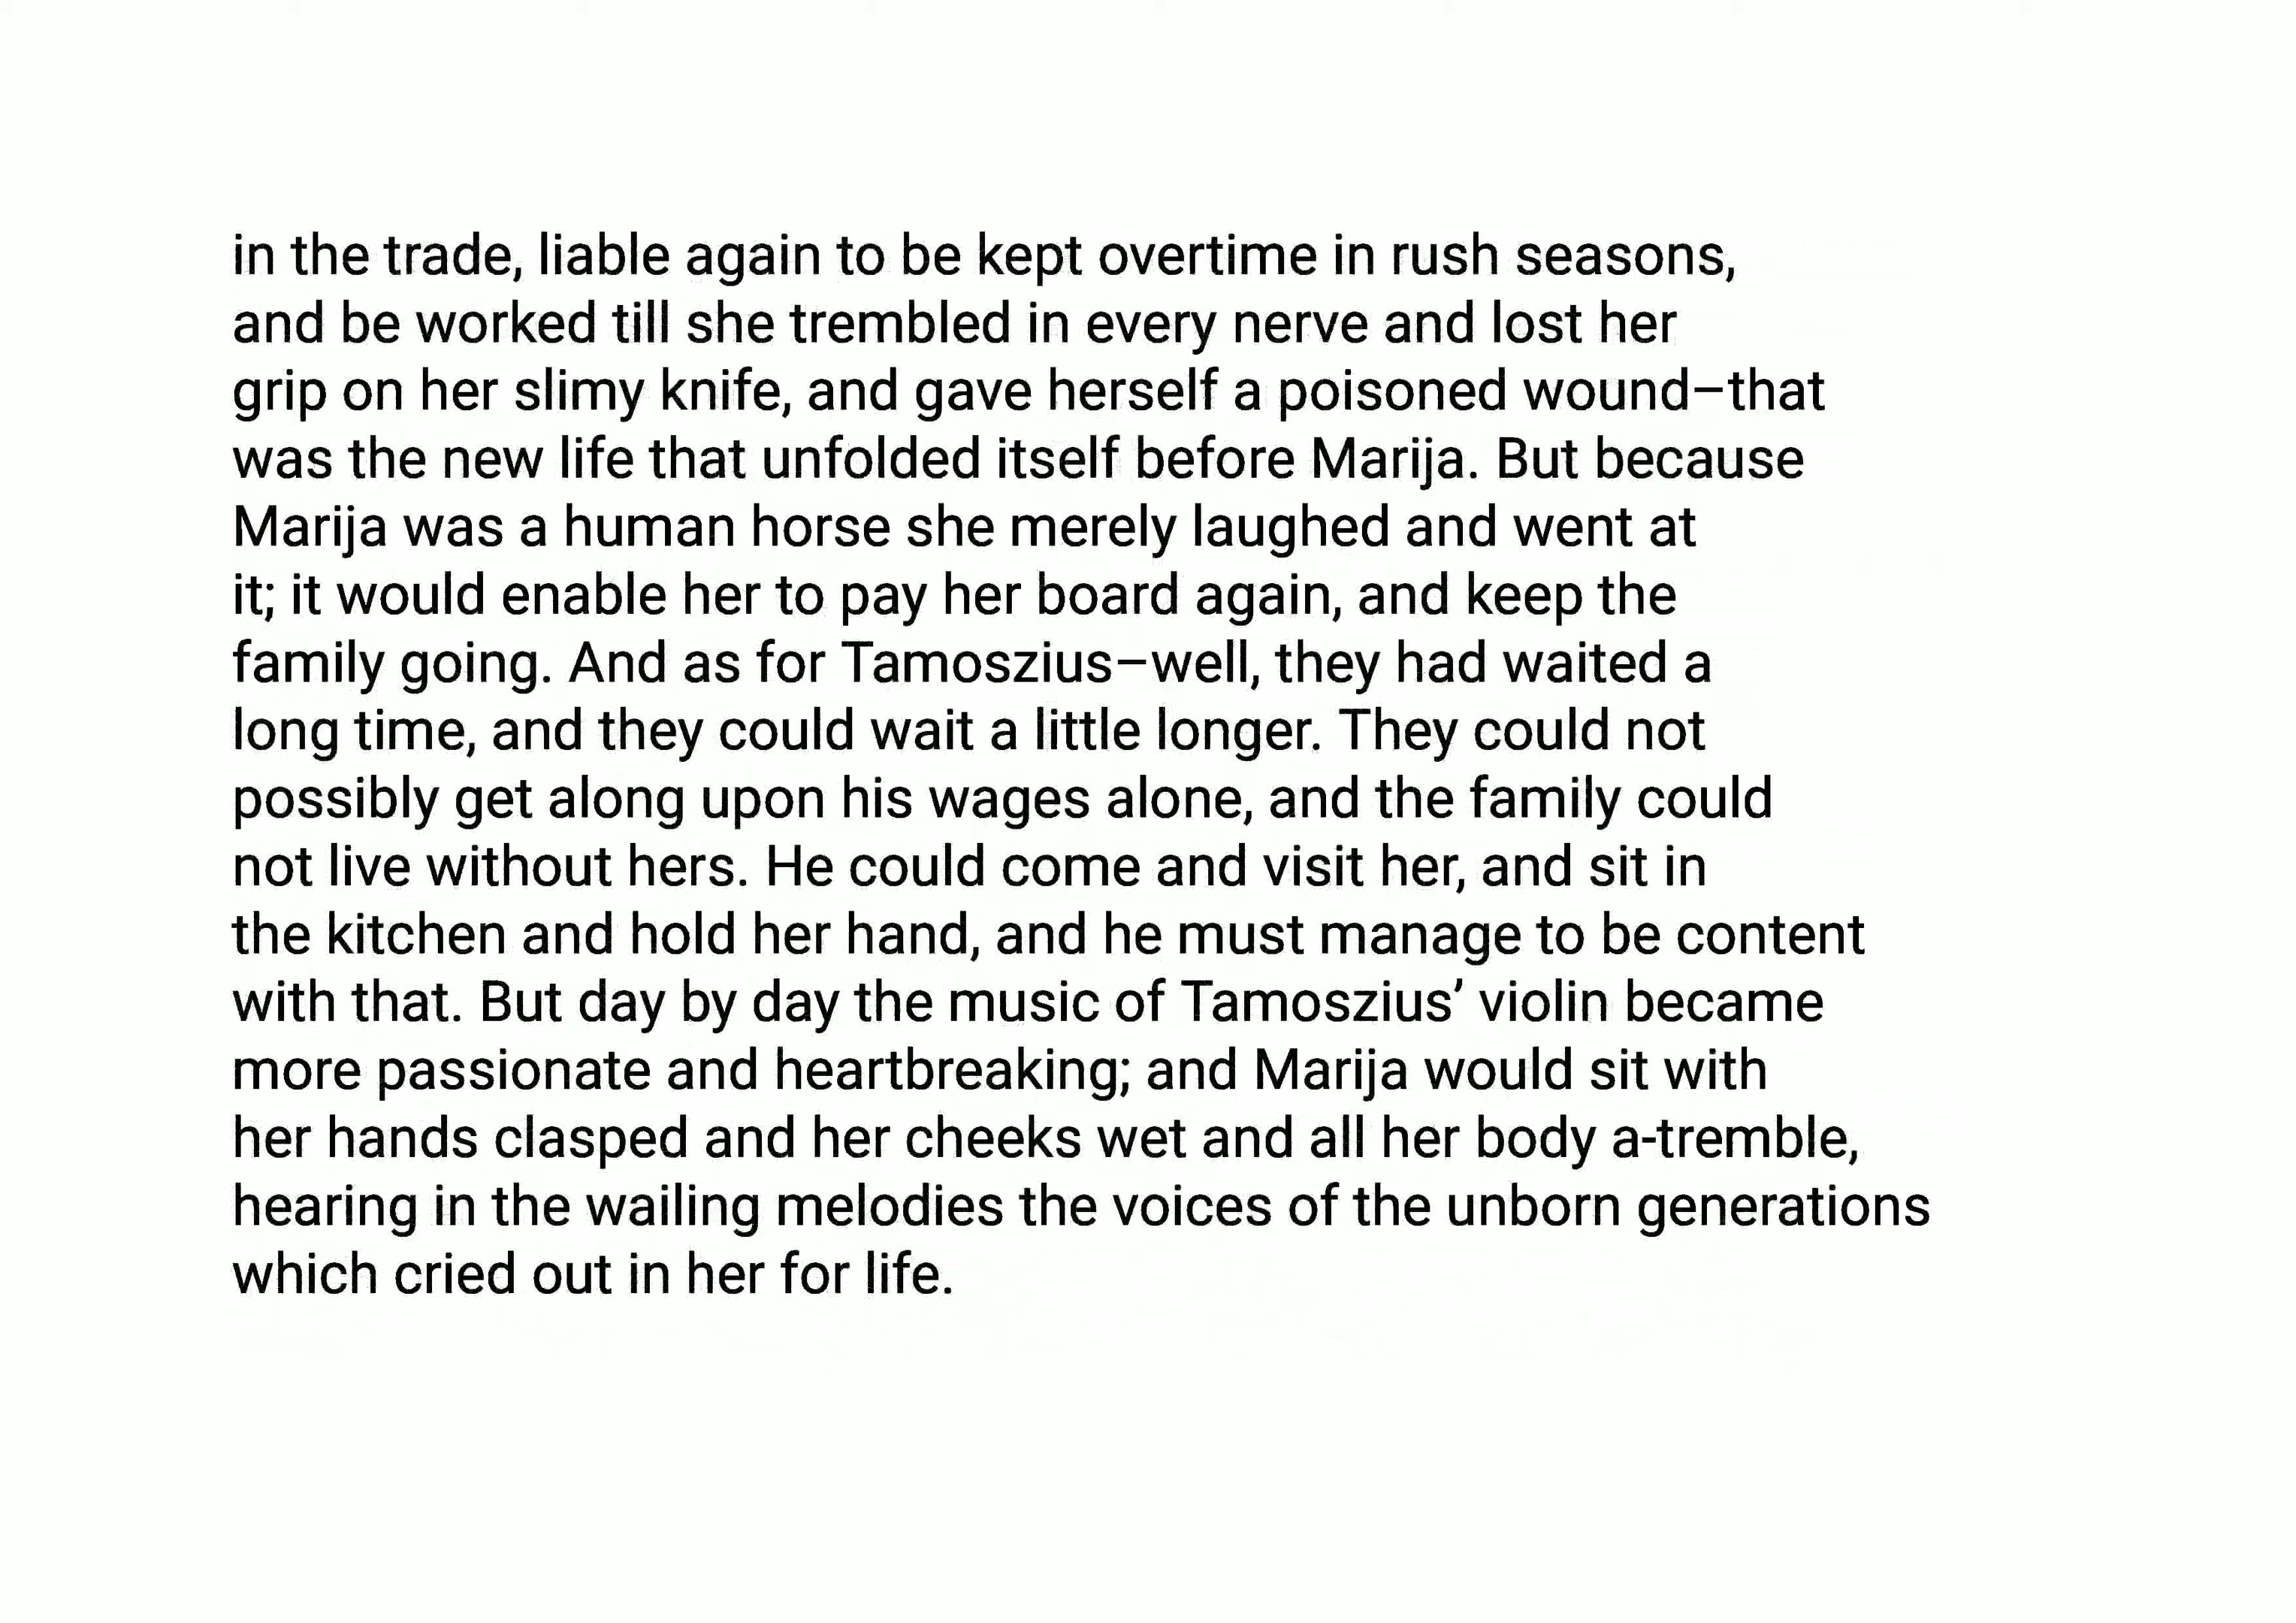 in the trade, liable again to be kept overtime in rush seasons,
and be worked till she trembled in every nerve and lost her
grip on her slimy knife, and gave herself a poisoned wound–that
was the new life that unfolded itself before Marija. But because
Marija was a human horse she merely laughed and went at
it; it would enable her to pay her board again, and keep the
family going. And as for Tamoszius–well, they had waited a
long time, and they could wait a little longer. They could not
possibly get along upon his wages alone, and the family could
not live without hers. He could come and visit her, and sit in
the kitchen and hold her hand, and he must manage to be content
with that. But day by day the music of Tamoszius’ violin became
more passionate and heartbreaking; and Marija would sit with
her hands clasped and her cheeks wet and all her body a-tremble,
hearing in the wailing melodies the voices of the unborn generations
which cried out in her for life.